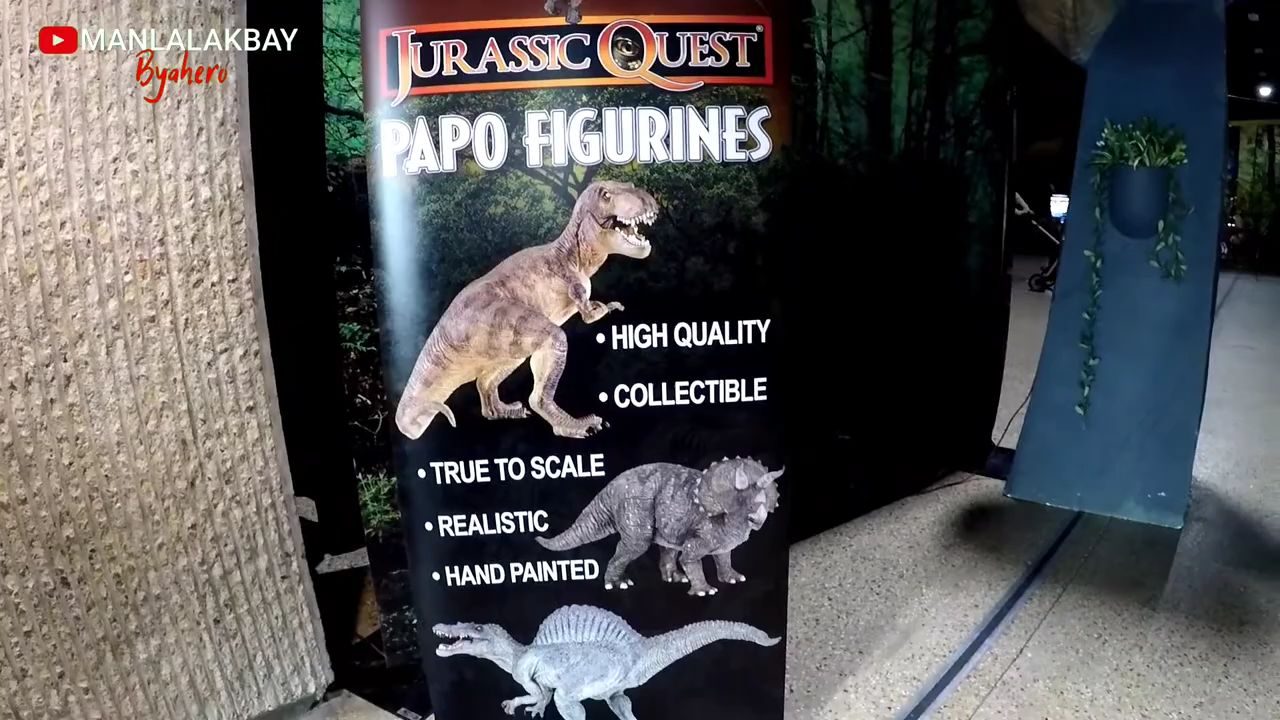 MANLALAKBAY
Byahero
JURASSIC QUEST®
PAPO FIGURINES
• HIGH QUALITY
• COLLECTIBLE
• TRUE TO SCALE
• REALISTIC
• HAND PAINTED